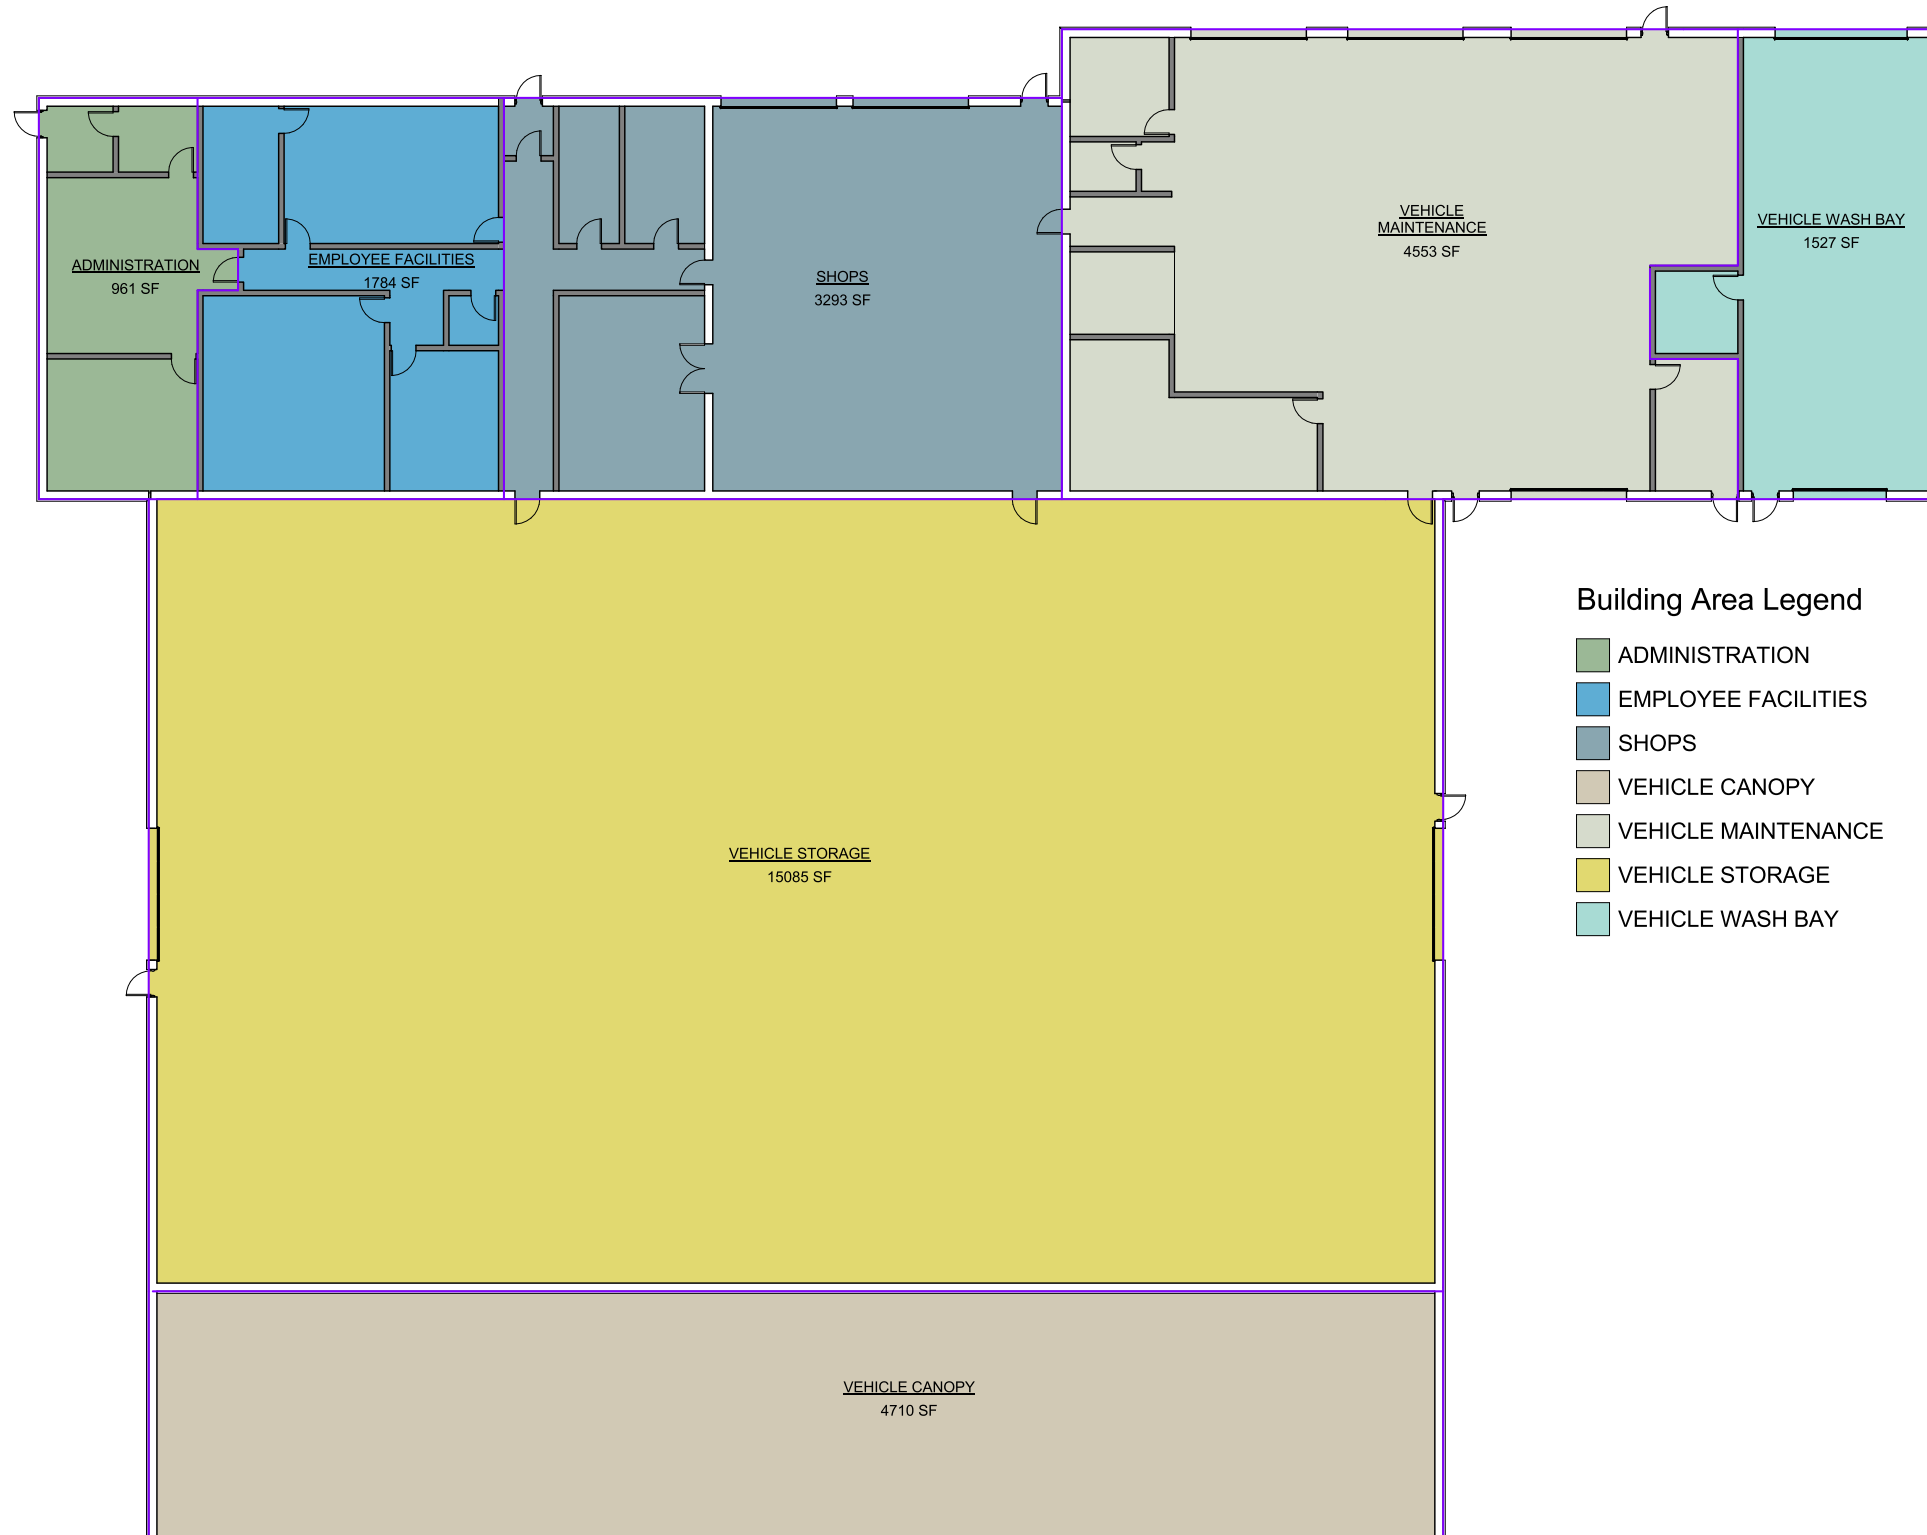 ADMINISTRATION
961 SF
EMPLOYEE FACILITIES
1784 SF
SHOPS
3293 SF
VEHICLE
MAINTENANCE
4553 SF
VEHICLE WASH BAY
1527 SF
VEHICLE STORAGE
15085 SF
VEHICLE CANOPY
4710 SF
Building Area Legend
ADMINISTRATION
EMPLOYEE FACILITIES
SHOPS
VEHICLE CANOPY
VEHICLE MAINTENANCE
VEHICLE STORAGE
VEHICLE WASH BAY